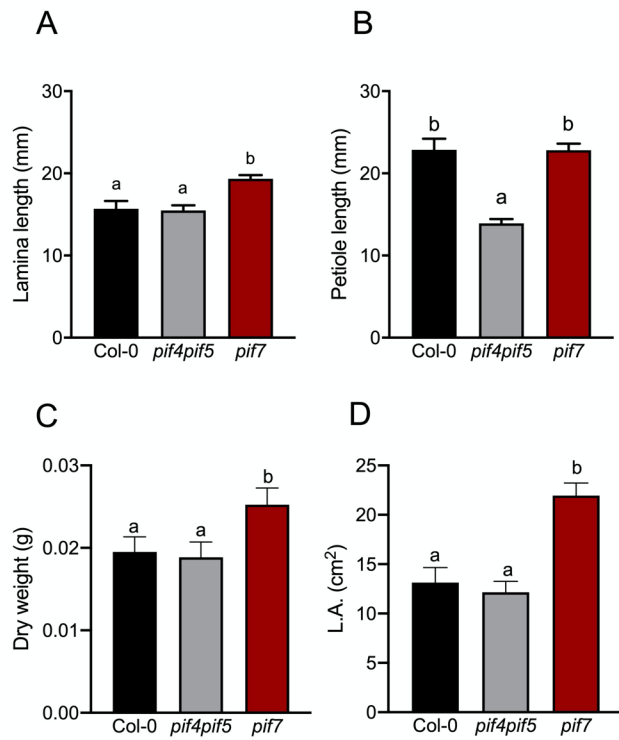 A
B
Lamina length (mm)
30
20
10
0
a
a
b
Col-0 pif4pif5 pif7
Petiole length (mm)
30
20
10
0
b
a
b
Col-0 pif4pif5 pif7
C
D
Dry weight (g)
0.03
0.02
0.01
0.00
a
a
b
Col-0 pif4pif5 pif7
L.A. (cm²)
25
20
15
10
5
0
a
a
b
Col-0 pif4pif5 pif7